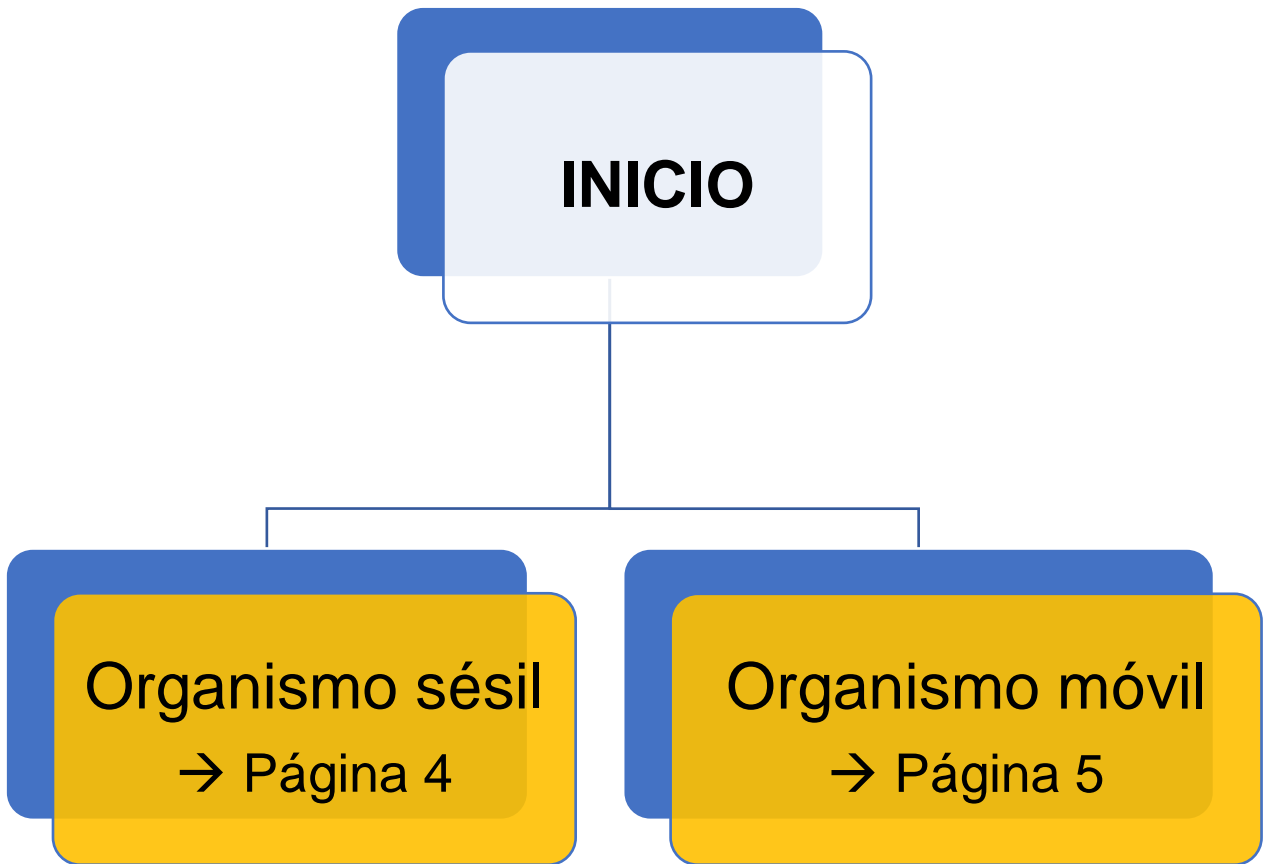 INICIO
Organismo sésil
→ Página 4
Organismo móvil
→ Página 5